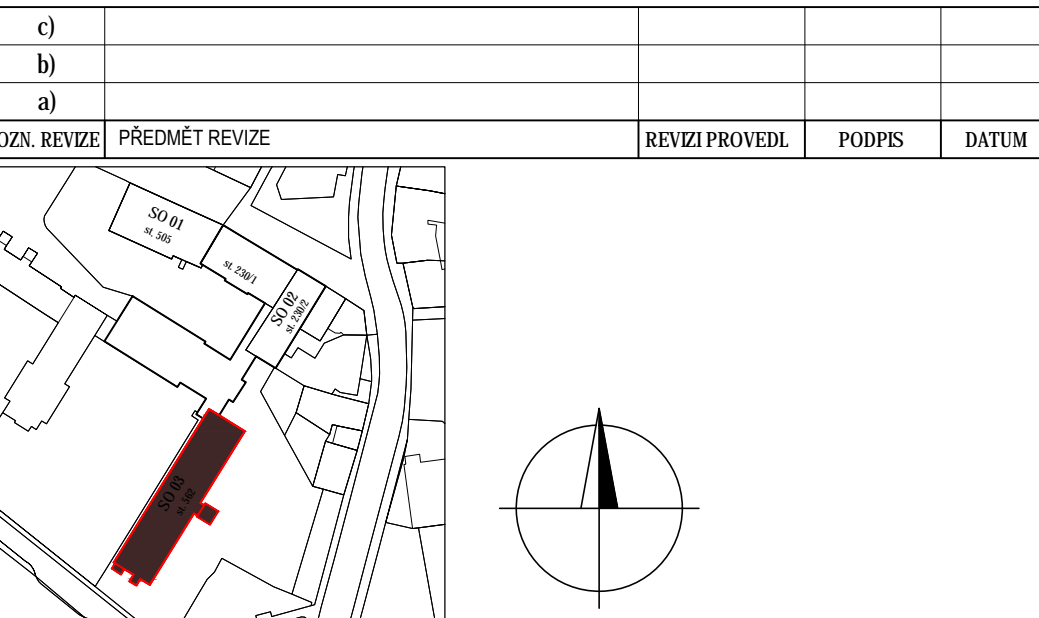 c)
b)
a)
OZN. REVIZE PŘEDMĚT REVIZE REVIZI PROVEDL PODPIS DATUM
SO 01
st. 505
st. 230/1
SO 02
st. 230/2
SO 03
st. 562